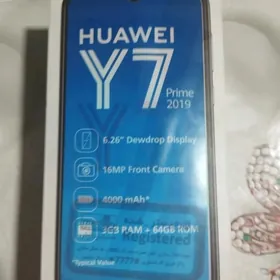 HUAWEI
Y7
Prime
2019
6.26" Dewdrop Display
16MP Front Camera
4000 mAh*
3GB RAM + 64GB ROM
Registered
*Typical Value